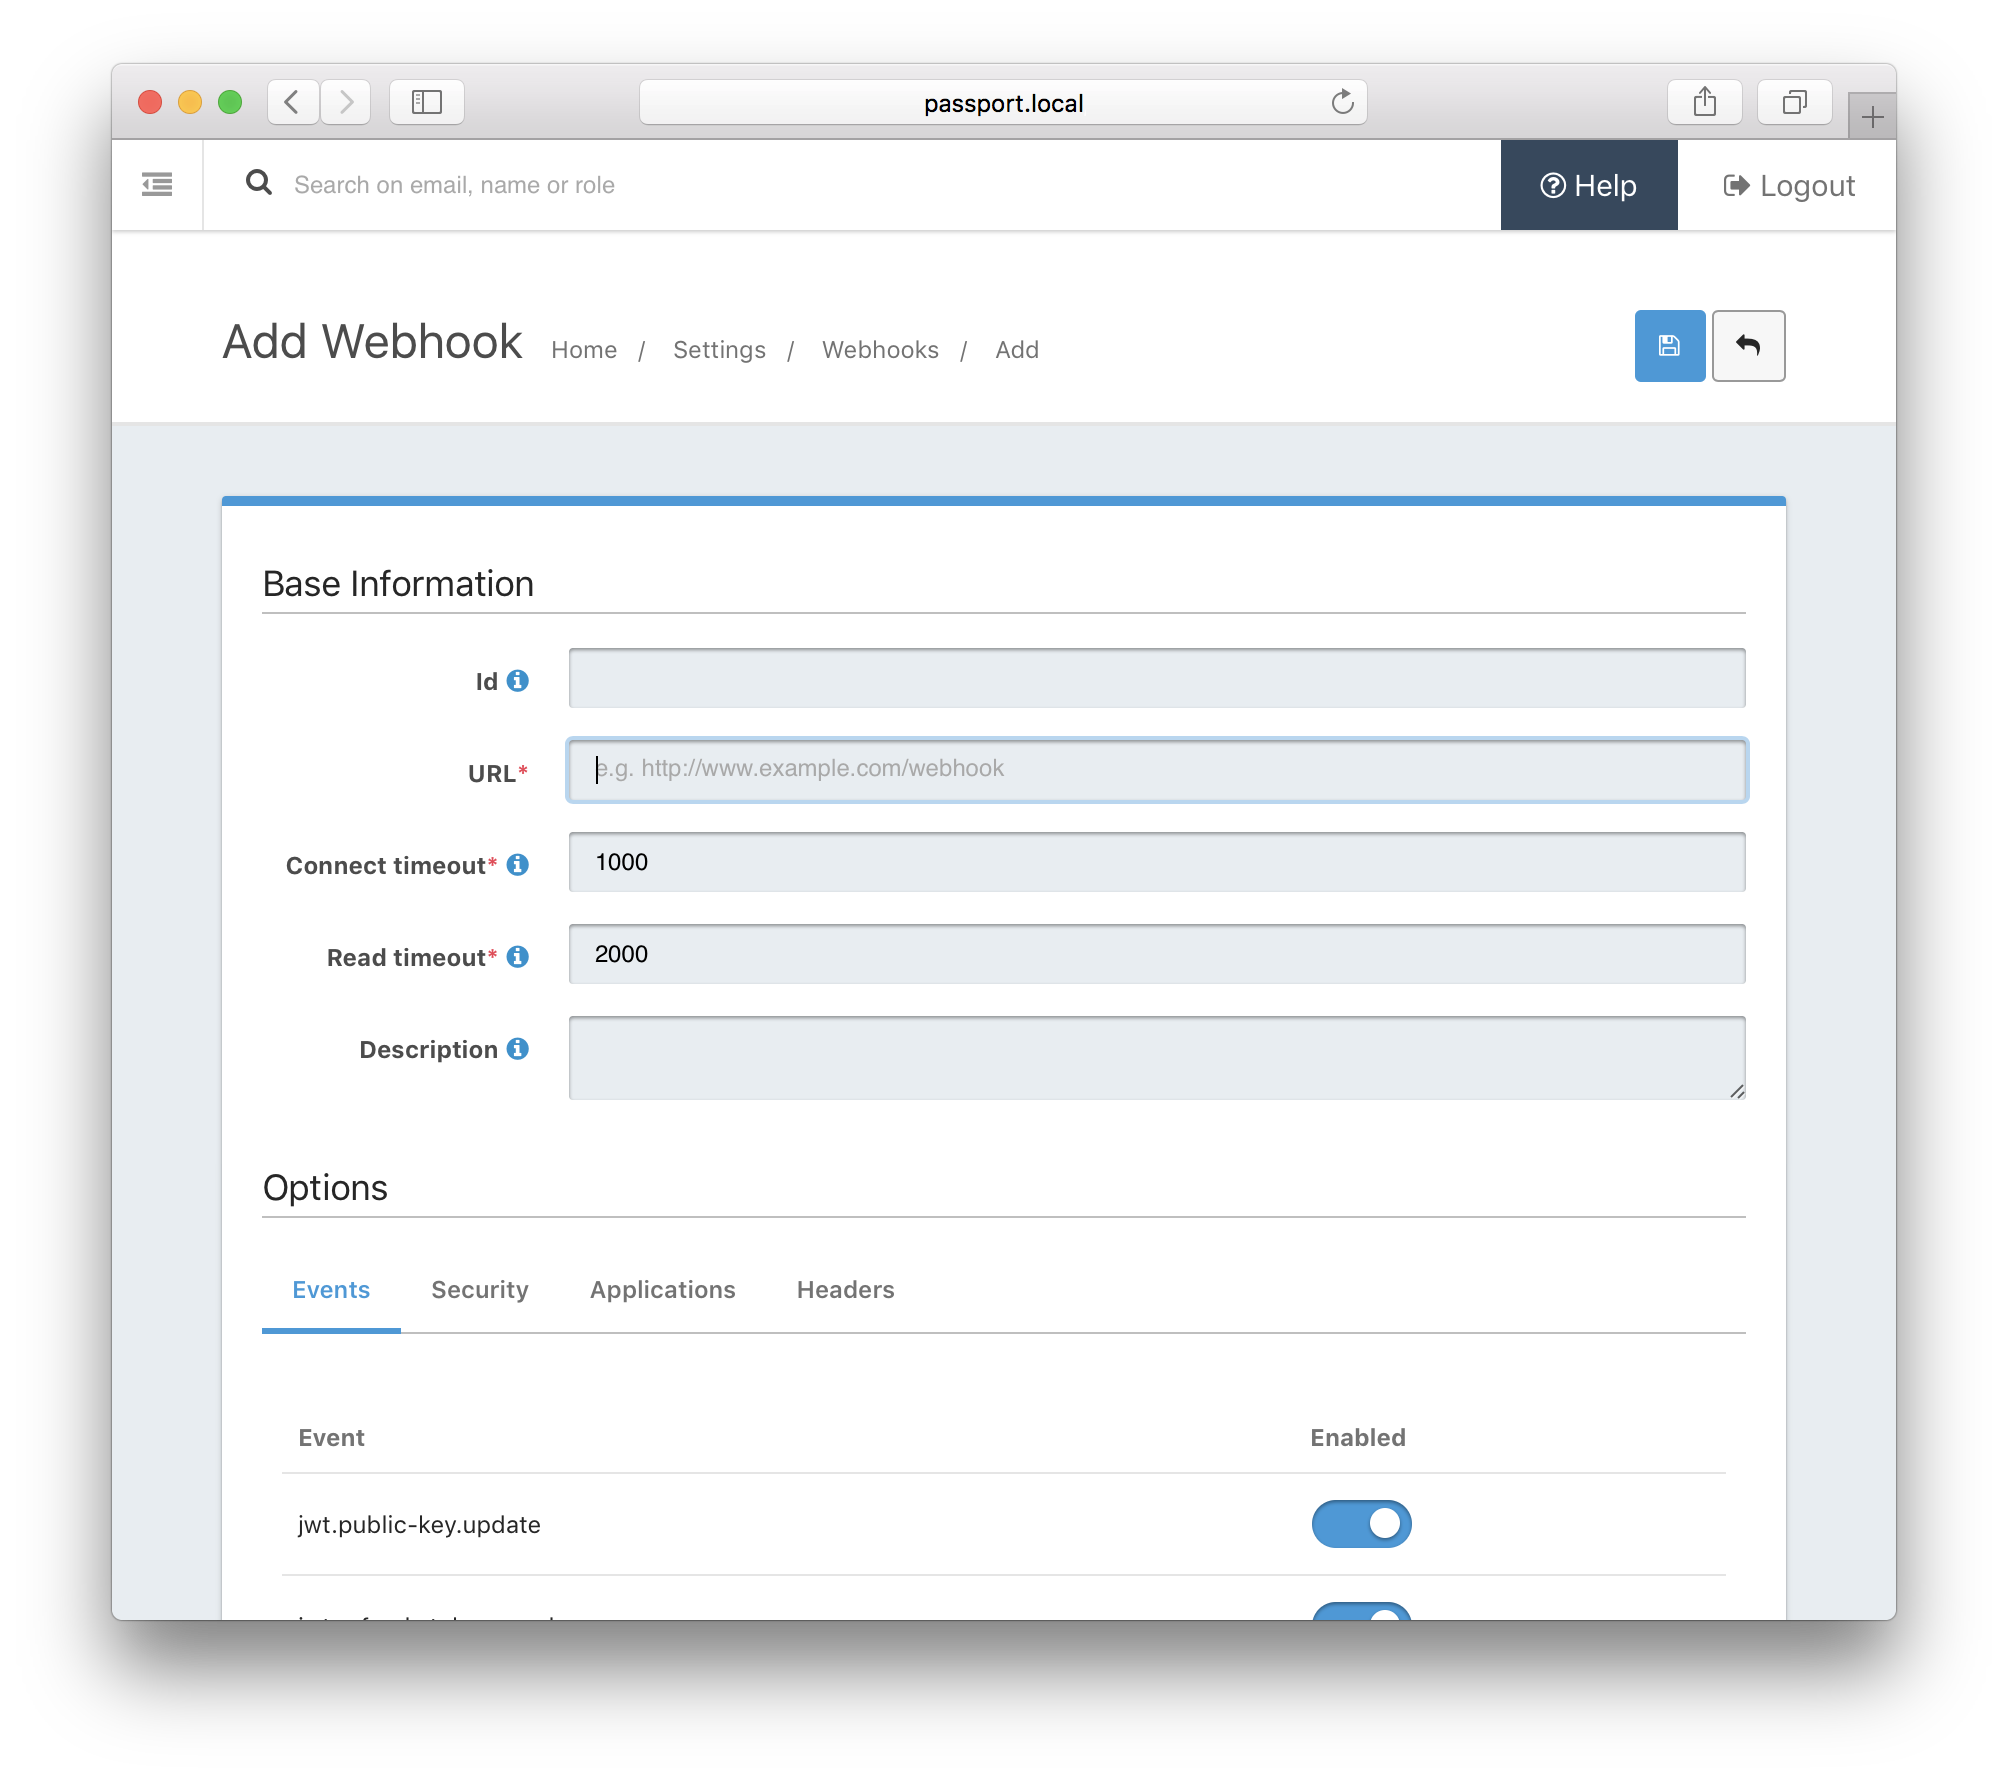 passport.local
Search on email, name or role
Help
Logout
Add Webhook Home / Settings / Webhooks / Add
Base Information
Id
URL*
e.g. http://www.example.com/webhook
Connect timeout*
1000
Read timeout*
2000
Description
Options
Events Security Applications Headers
Event Enabled
jwt.public-key.update